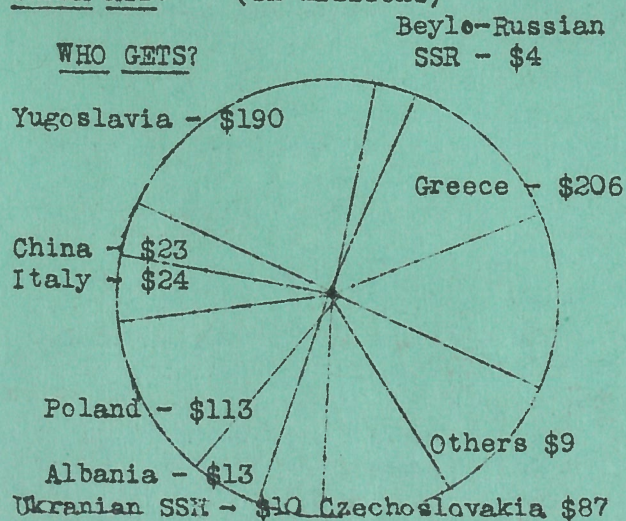 (in millions)
Beylo-Russian
WHO GETS?
SSR - $4
Yugoslavia - $190
Greece - $206
China - $23
Italy - $24
Poland - $113
Others $9
Albania - $13
Ukranian SSR - $10 Czechoslovakia $87